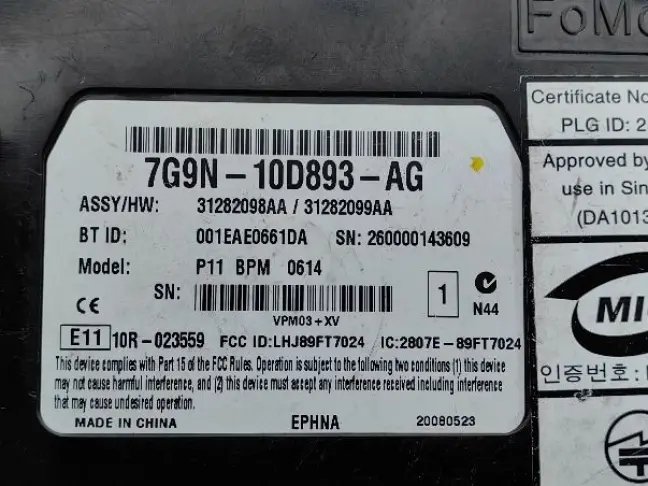 FoMo
7G9N-10D893-AG
ASSY/HW: 31282098AA / 31282099AA
BT ID: 001EAE0661DA SN: 260000143609
Model: P11 BPM 0614
SN:
VPM03+XV
1
N44
CE
E11 10R-023559 FCC ID:LHJ89FT7024 IC:2807E-89FT7024
This device complies with Part 15 of the FCC Rules. Operation is subject to the following two conditions (1) this device
may not cause harmful interference, and (2) this device must accept any interference received including interference
that may cause undesired operation.
MADE IN CHINA EPHNA 20080523
Certificate No
PLG ID: 2
Approved by
use in Sin
(DA1013
MIC
인증번호: